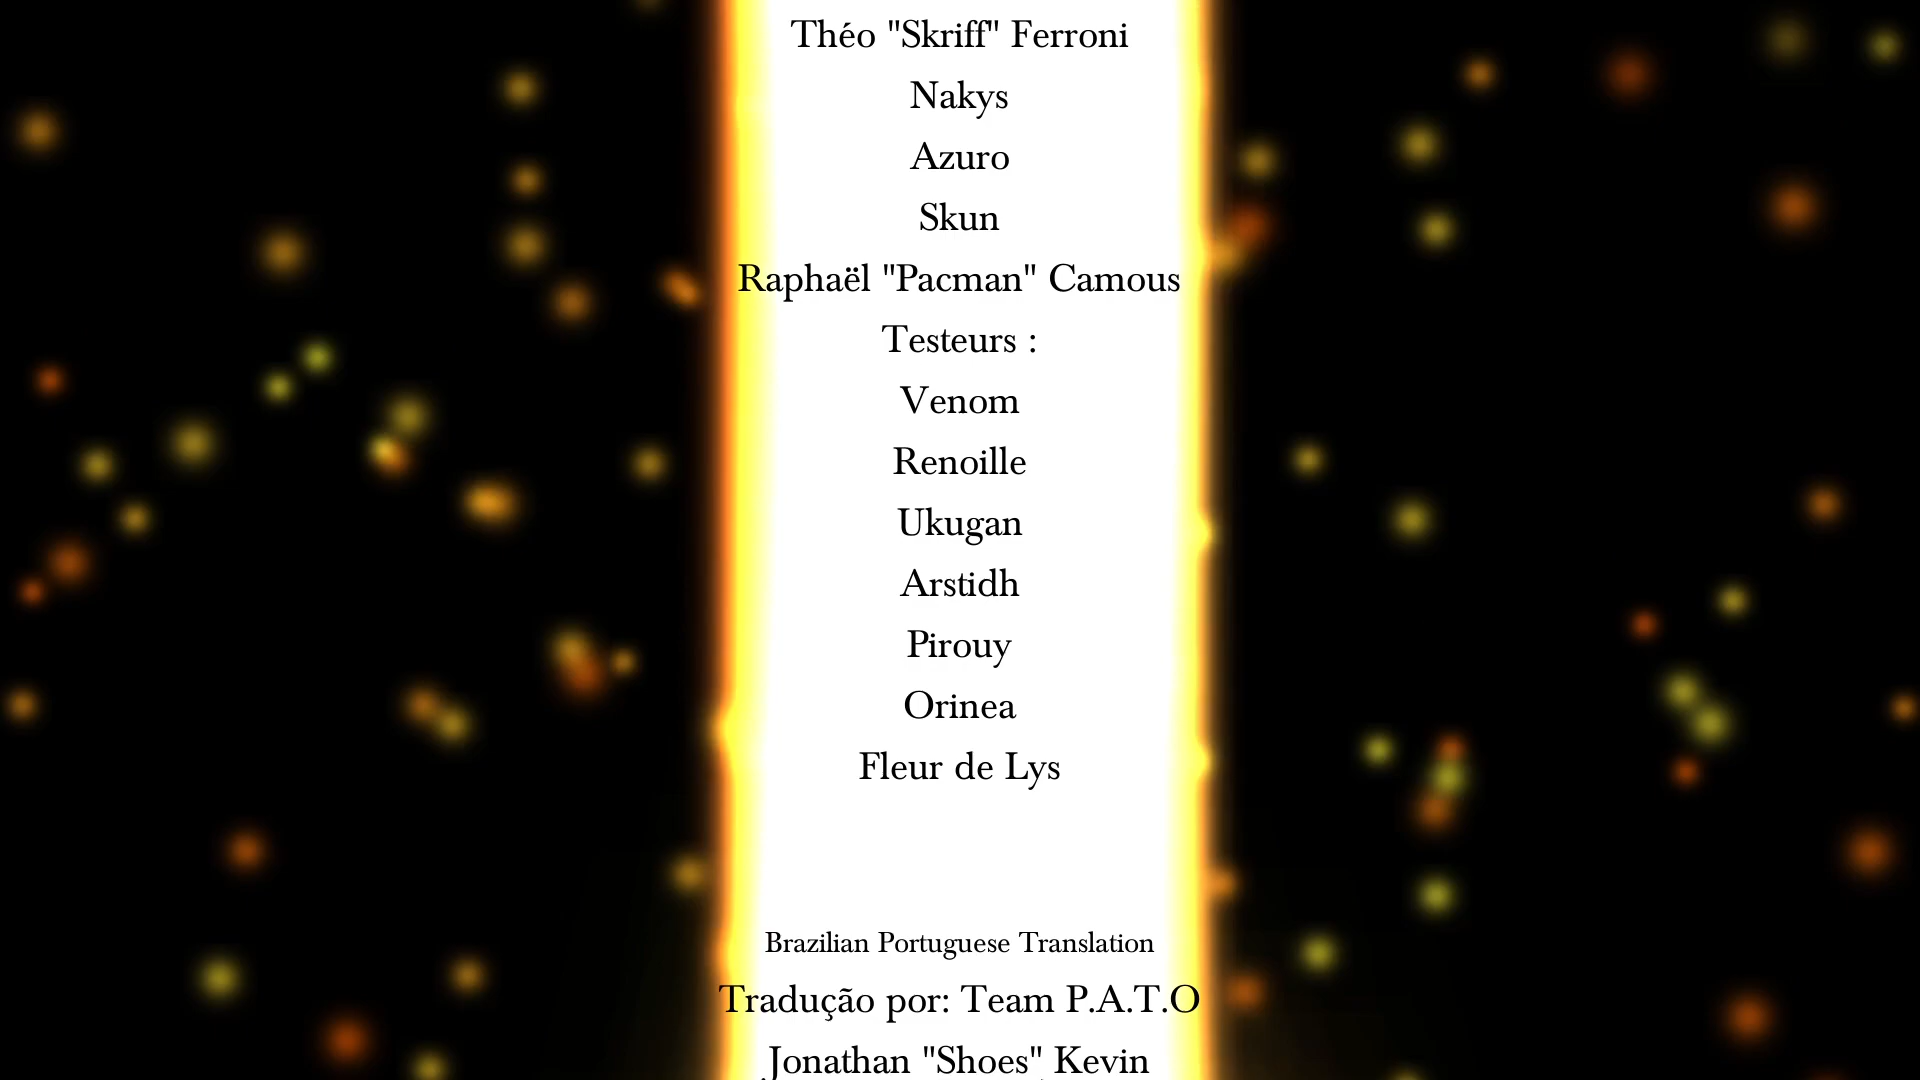 Théo "Skriff" Ferroni
Nakys
Azuro
Skun
Raphaël "Pacman" Camous
Testeurs :
Venom
Renoille
Ukugan
Arstidh
Pirouy
Orinea
Fleur de Lys
Brazilian Portuguese Translation
Tradução por: Team P.A.T.O
Jonathan "Shoes" Kevin